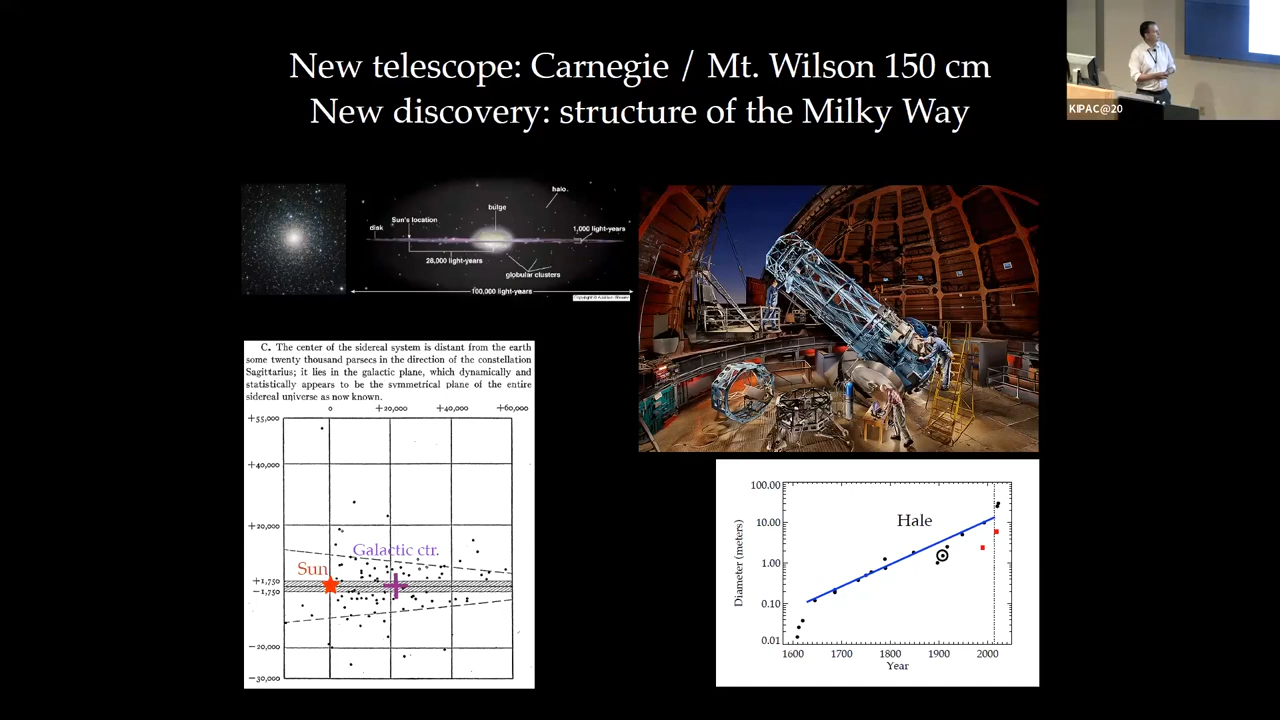 New telescope: Carnegie / Mt. Wilson 150 cm
New discovery: structure of the Milky Way
KIPAC@20
halo
bulge
Sun's location
disk
1,000 light-years
28,000 light-years
globular clusters
100,000 light-years
C. The center of the sidereal system is distant from the earth
some twenty thousand parsecs in the direction of the constellation
Sagittarius; it lies in the galactic plane, which dynamically and
statistically appears to be the symmetrical plane of the entire
sidereal universe as now known.
0 +20,000 +40,000 +60,000
+55,000
+40,000
+20,000
Galactic ctr.
Sun
+1,750
−1,750
−20,000
−30,000
100.00
10.00
1.00
0.10
0.01
Diameter (meters)
Hale
1600 1700 1800 1900 2000
Year